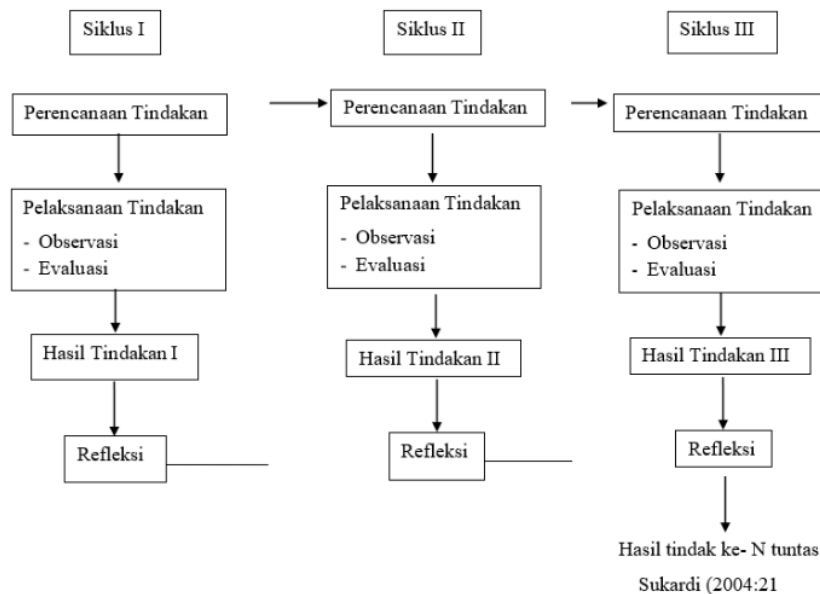 Siklus I
Perencanaan Tindakan
Pelaksanaan Tindakan
- Observasi
- Evaluasi
Hasil Tindakan I
Refleksi
Siklus II
Perencanaan Tindakan
Pelaksanaan Tindakan
- Observasi
- Evaluasi
Hasil Tindakan II
Refleksi
Siklus III
Perencanaan Tindakan
Pelaksanaan Tindakan
- Observasi
- Evaluasi
Hasil Tindakan III
Refleksi
Hasil tindak ke- N tuntas
Sukardi (2004:21